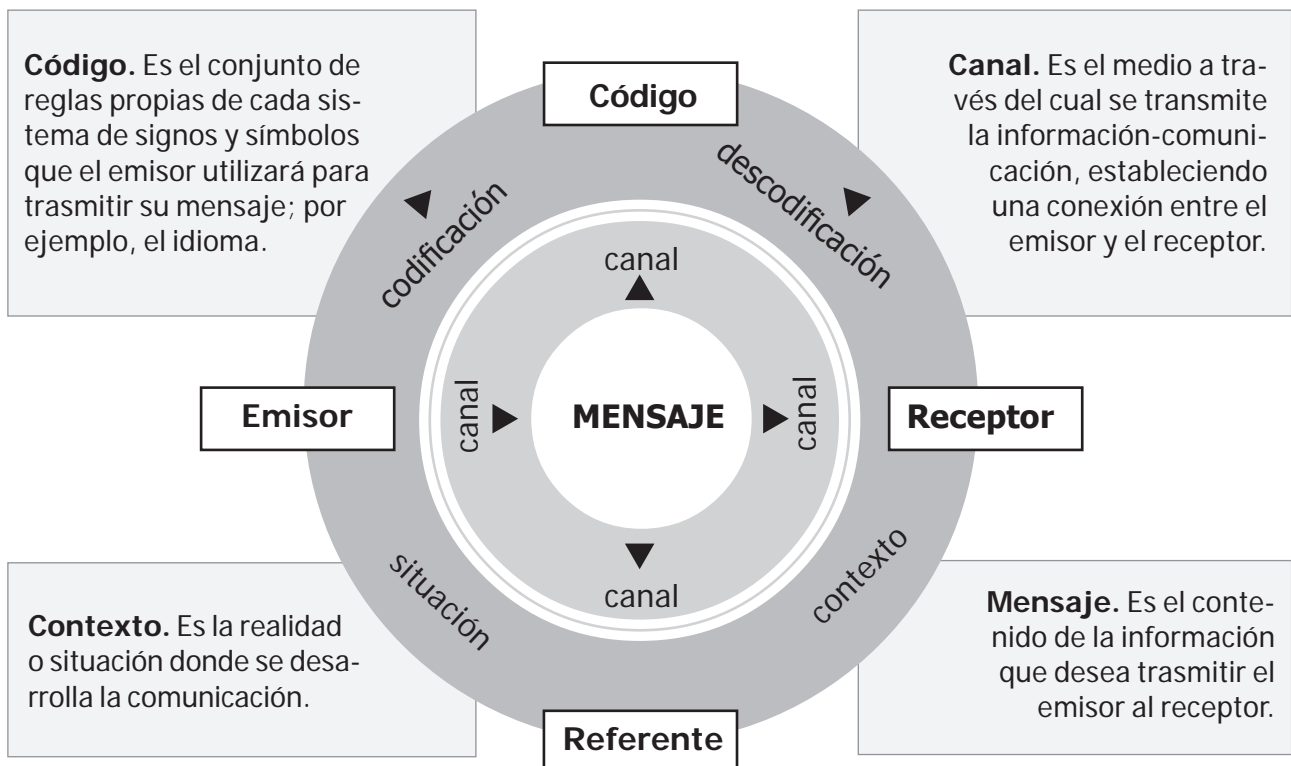 Código. Es el conjunto de
reglas propias de cada sis-
tema de signos y símbolos
que el emisor utilizará para
trasmitir su mensaje; por
ejemplo, el idioma.
Código
Canal. Es el medio a tra-
vés del cual se transmite
la información-comuni-
cación, estableciendo
una conexión entre el
emisor y el receptor.
codificación
descodificación
canal
Emisor
canal
MENSAJE
canal
Receptor
situación
canal
contexto
Contexto. Es la realidad
o situación donde se desa-
rrolla la comunicación.
Referente
Mensaje. Es el conte-
nido de la información
que desea trasmitir el
emisor al receptor.